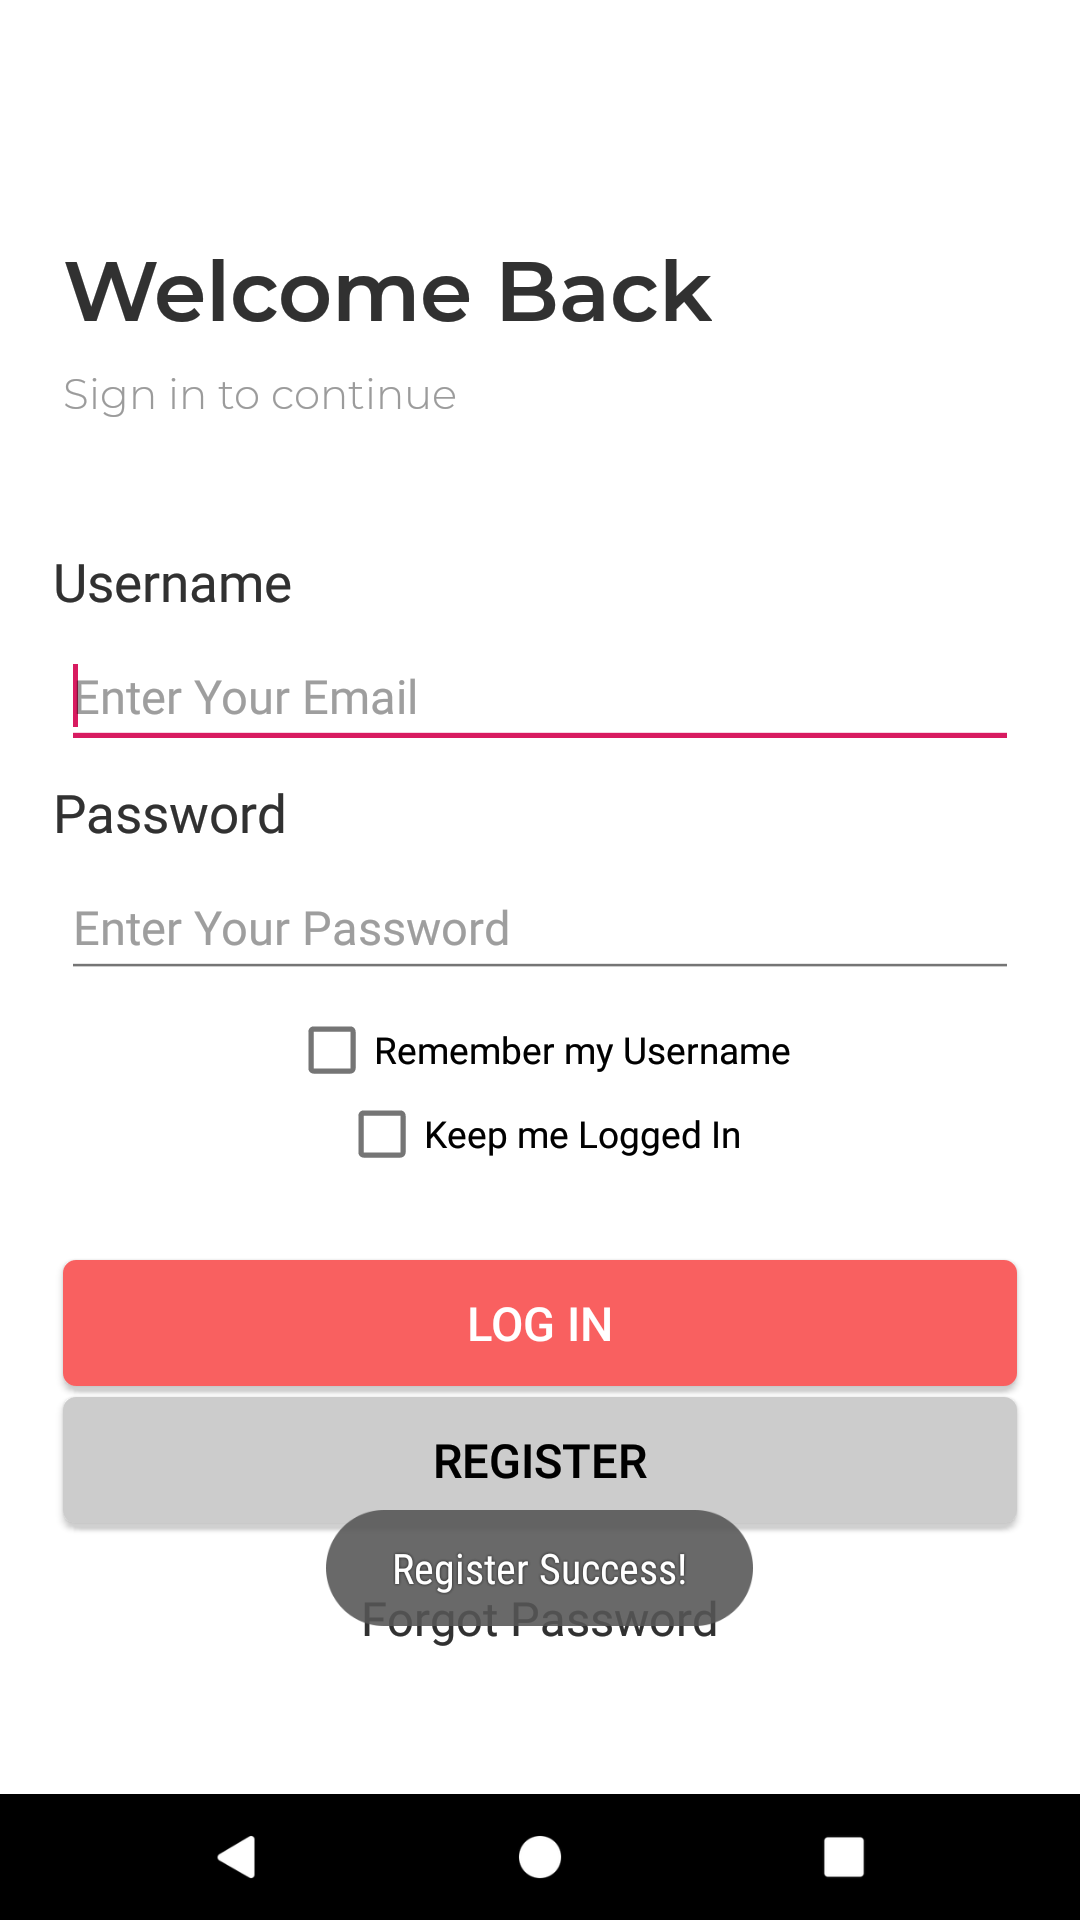 Welcome Back
Sign in to continue
Username
Enter Your Email
Password
Enter Your Password
Remember my Username
Keep me Logged In
LOG IN
REGISTER
Register Success!
Forgot Password